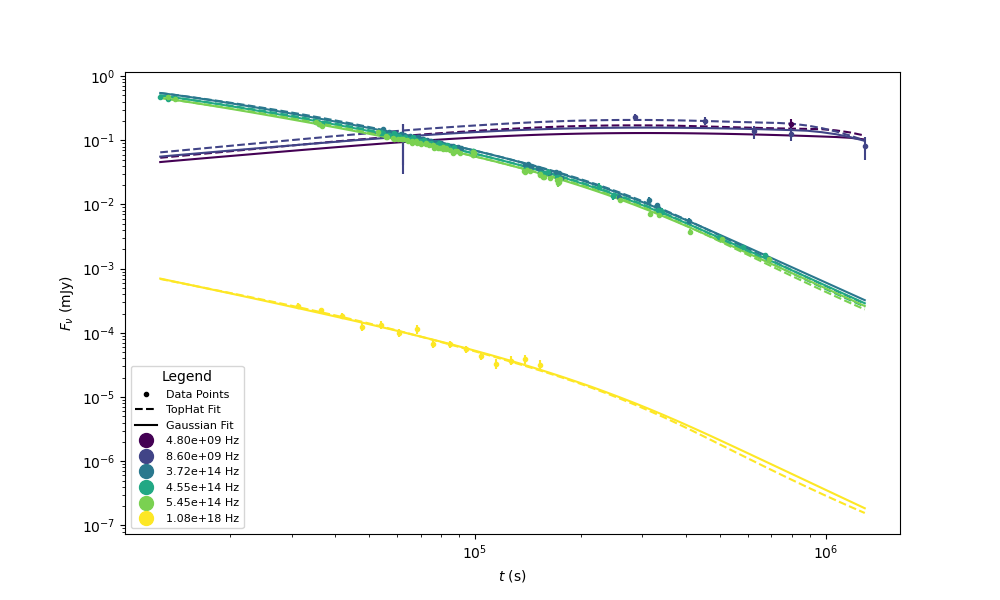 10⁰
10⁻¹
10⁻²
10⁻³
10⁻⁴
10⁻⁵
10⁻⁶
10⁻⁷
Fν (mJy)
Legend
Data Points
TopHat Fit
Gaussian Fit
4.80e+09 Hz
8.60e+09 Hz
3.72e+14 Hz
4.55e+14 Hz
5.45e+14 Hz
1.08e+18 Hz
10⁵
10⁶
t (s)